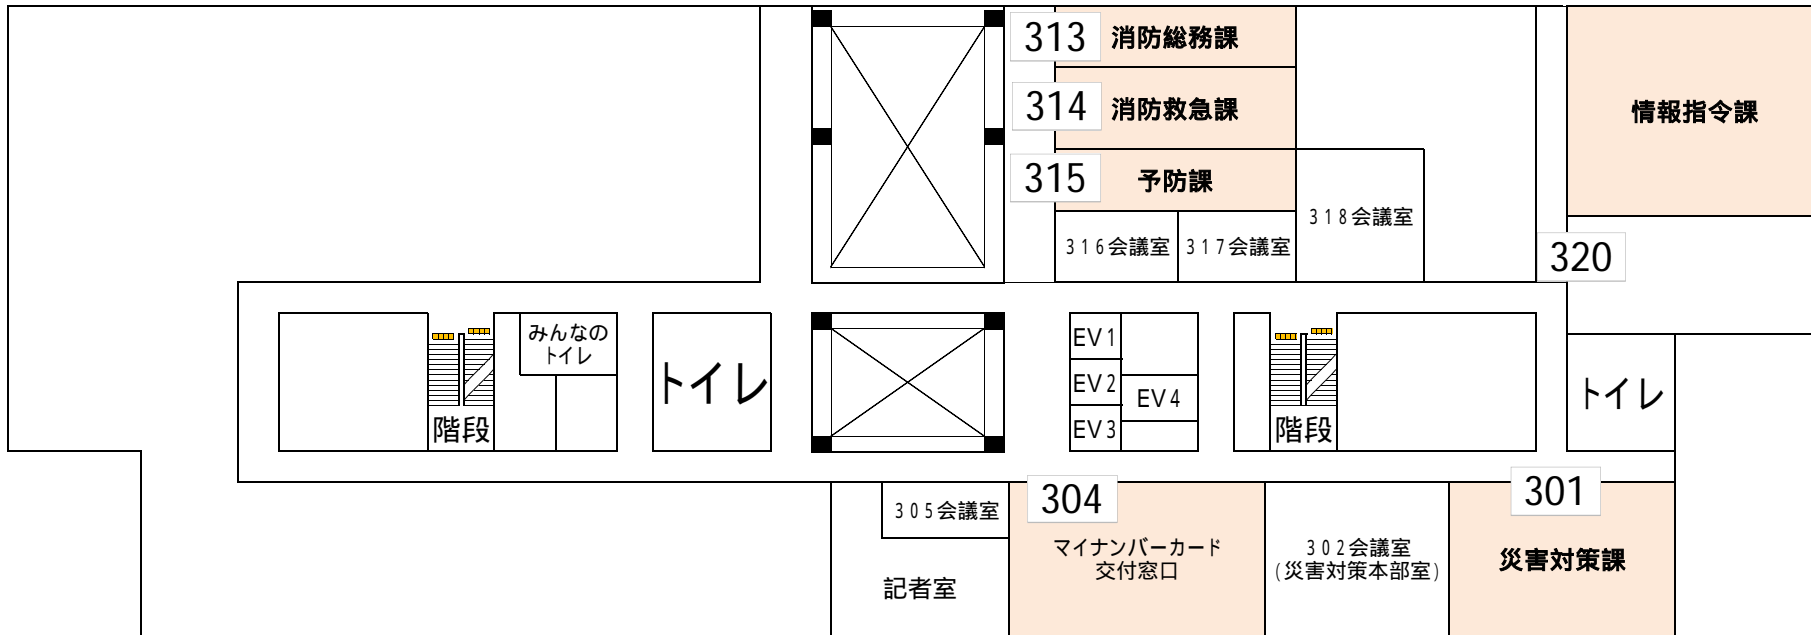 313 消防総務課
314 消防救急課
情報指令課
315 予防課
318会議室
316会議室
317会議室
320
みんなの
トイレ
トイレ
階段
EV1
EV2
EV3
EV4
階段
トイレ
305会議室
304
マイナンバーカード
交付窓口
302会議室
(災害対策本部室)
301
災害対策課
記者室